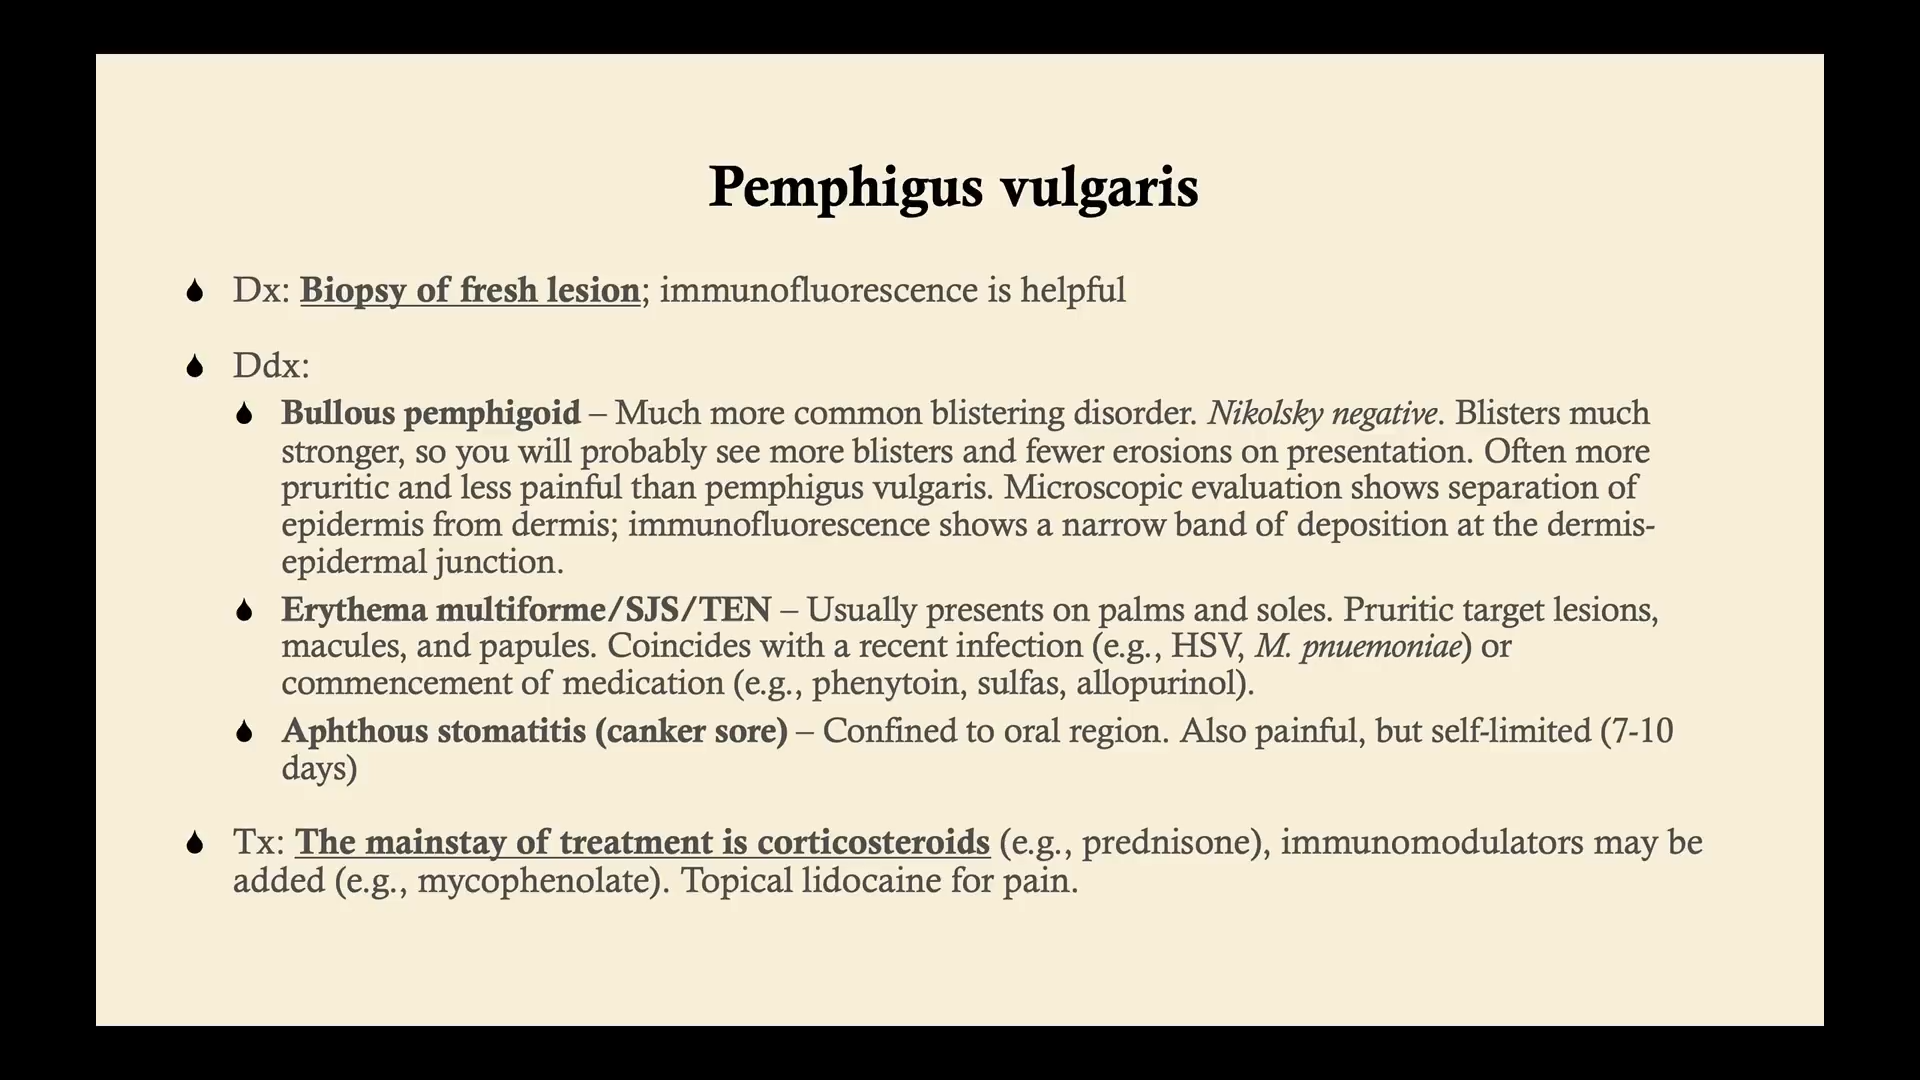 Pemphigus vulgaris
Dx: Biopsy of fresh lesion; immunofluorescence is helpful
Ddx:
Bullous pemphigoid – Much more common blistering disorder. Nikolsky negative. Blisters much
stronger, so you will probably see more blisters and fewer erosions on presentation. Often more
pruritic and less painful than pemphigus vulgaris. Microscopic evaluation shows separation of
epidermis from dermis; immunofluorescence shows a narrow band of deposition at the dermis-
epidermal junction.
Erythema multiforme/SJS/TEN – Usually presents on palms and soles. Pruritic target lesions,
macules, and papules. Coincides with a recent infection (e.g., HSV, M. pnuemoniae) or
commencement of medication (e.g., phenytoin, sulfas, allopurinol).
Aphthous stomatitis (canker sore) – Confined to oral region. Also painful, but self-limited (7-10
days)
Tx: The mainstay of treatment is corticosteroids (e.g., prednisone), immunomodulators may be
added (e.g., mycophenolate). Topical lidocaine for pain.